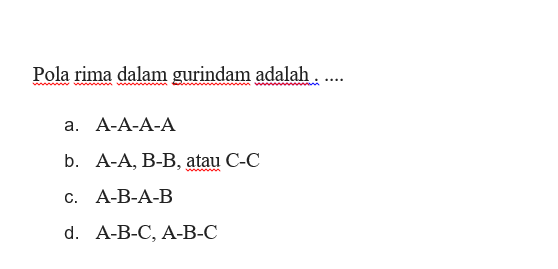 Pola rima dalam gurindam adalah . ....
a. A-A-A-A
b. A-A, B-B, atau C-C
c. A-B-A-B
d. A-B-C, A-B-C